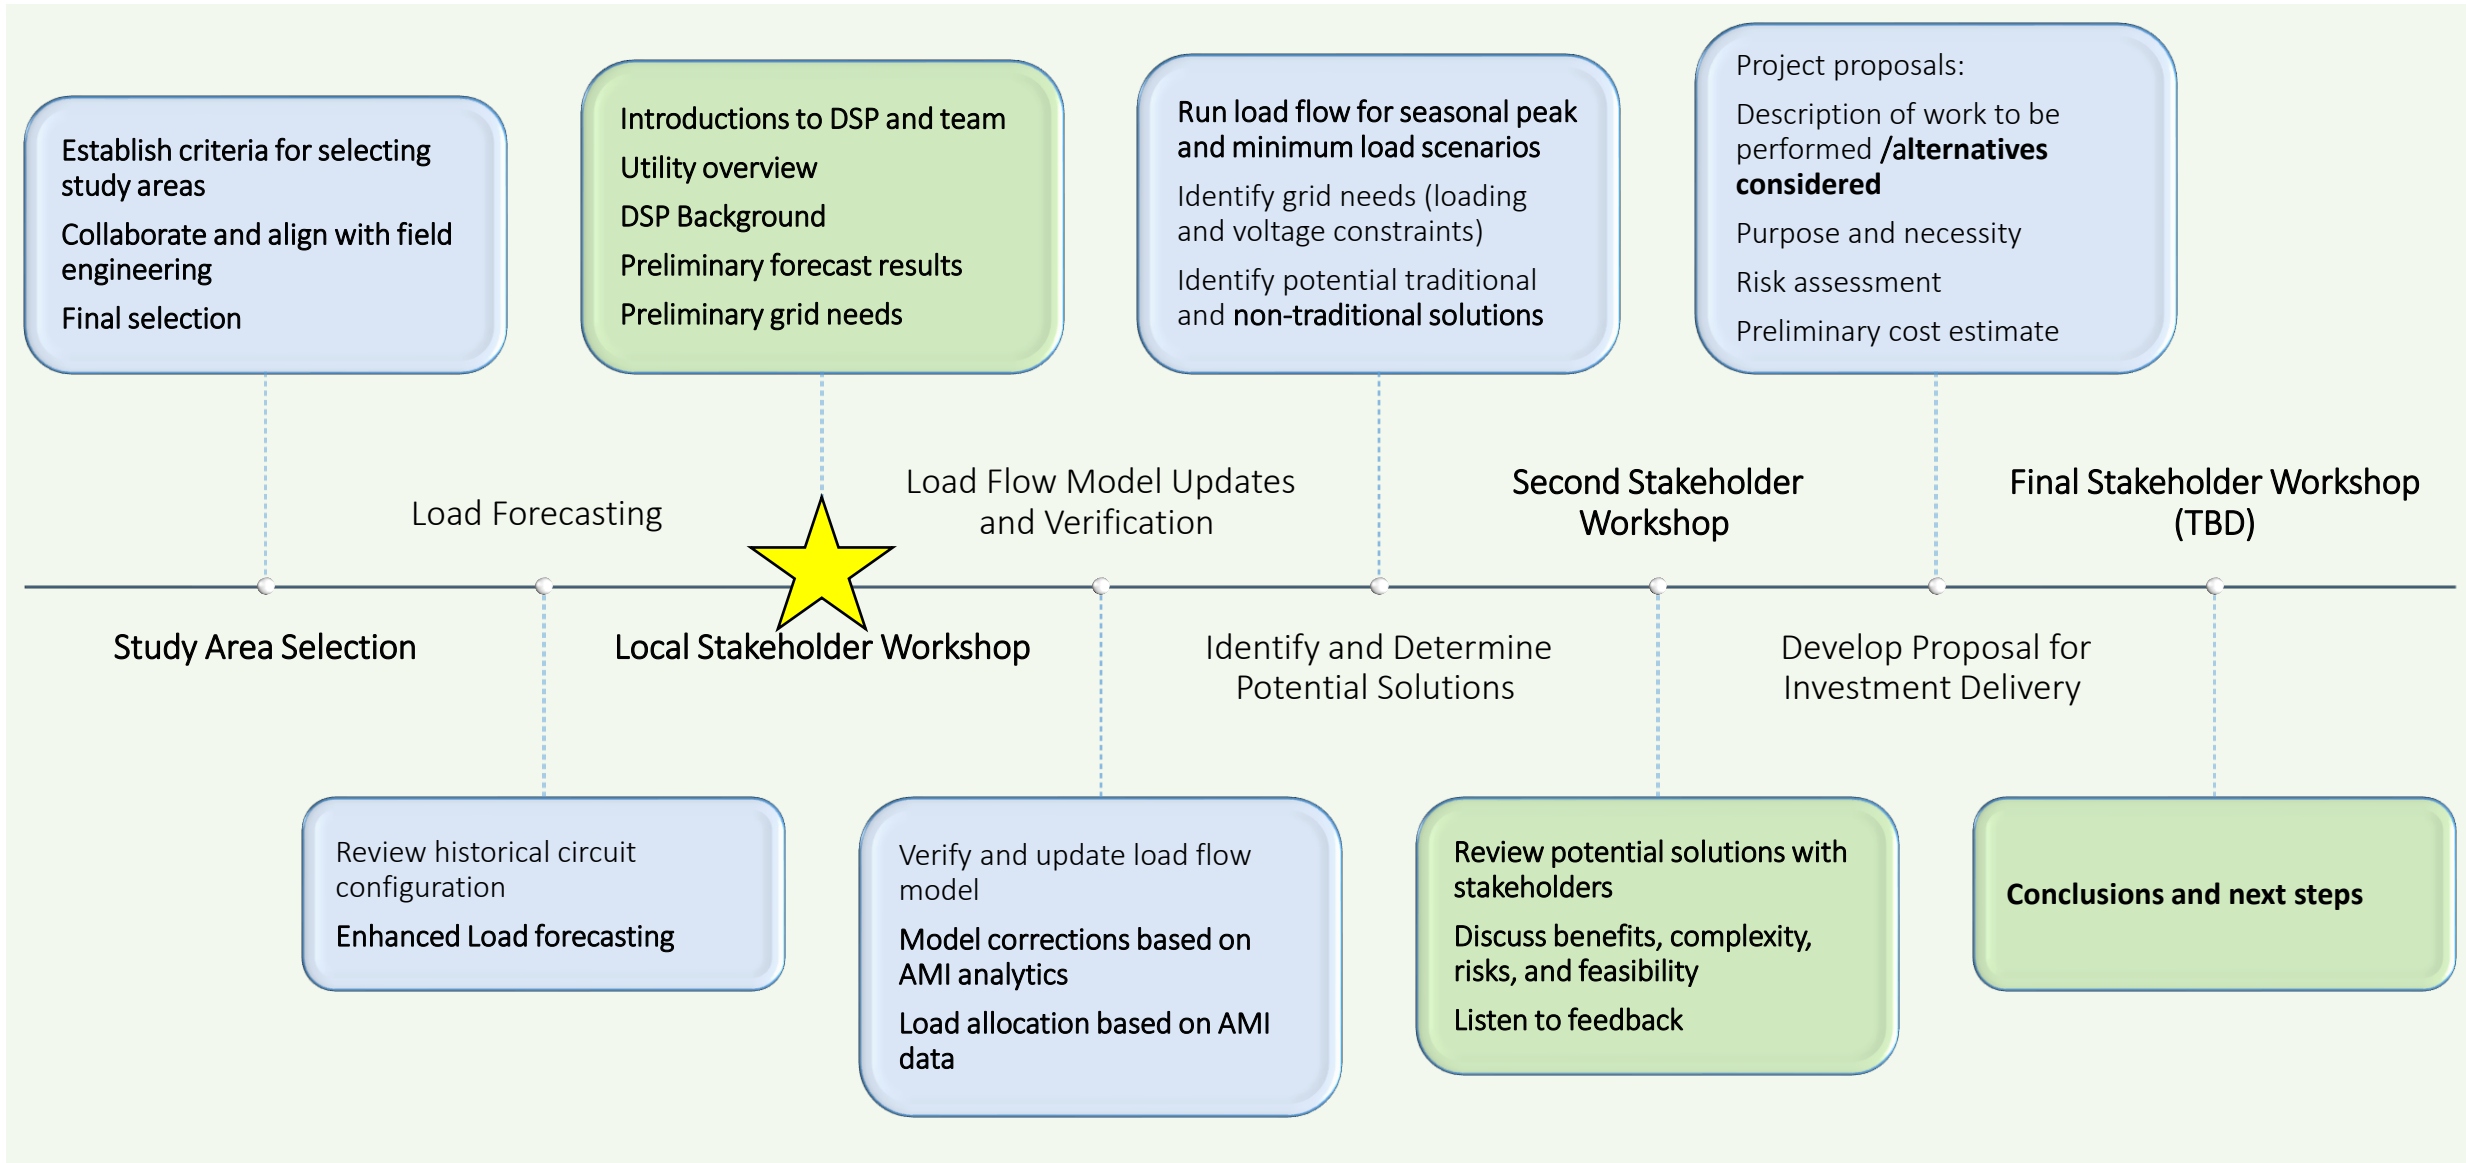 Establish criteria for selecting
study areas
Collaborate and align with field
engineering
Final selection
Introductions to DSP and team
Utility overview
DSP Background
Preliminary forecast results
Preliminary grid needs
Run load flow for seasonal peak
and minimum load scenarios
Identify grid needs (loading
and voltage constraints)
Identify potential traditional
and non-traditional solutions
Project proposals:
Description of work to be
performed /alternatives
considered
Purpose and necessity
Risk assessment
Preliminary cost estimate
Load Forecasting
Load Flow Model Updates
and Verification
Second Stakeholder
Workshop
Final Stakeholder Workshop
(TBD)
Study Area Selection
Local Stakeholder Workshop
Identify and Determine
Potential Solutions
Develop Proposal for
Investment Delivery
Review historical circuit
configuration
Enhanced Load forecasting
Verify and update load flow
model
Model corrections based on
AMI analytics
Load allocation based on AMI
data
Review potential solutions with
stakeholders
Discuss benefits, complexity,
risks, and feasibility
Listen to feedback
Conclusions and next steps